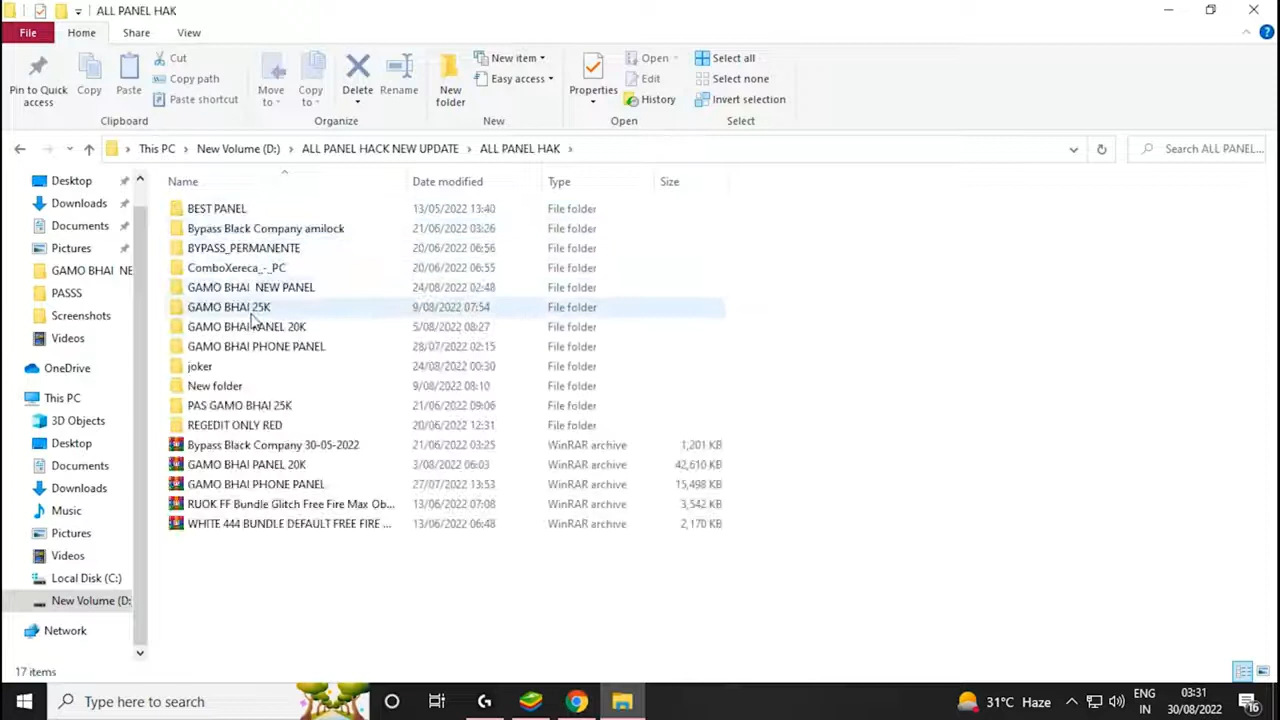 ALL PANEL HAK
File Home Share View
Pin to Quick access
Copy
Paste
Cut
Copy path
Paste shortcut
Clipboard
Move to
Copy to
Delete
Rename
Organize
New folder
New item
Easy access
New
Properties
Open
Edit
History
Open
Select all
Select none
Invert selection
Select
This PC > New Volume (D:) > ALL PANEL HACK NEW UPDATE > ALL PANEL HAK >
Search ALL PANEL...
Desktop
Downloads
Documents
Pictures
GAMO BHAI NE
PASSS
Screenshots
Videos
OneDrive
This PC
3D Objects
Desktop
Documents
Downloads
Music
Pictures
Videos
Local Disk (C:)
New Volume (D:
Network
Name Date modified Type Size
BEST PANEL 13/05/2022 13:40 File folder
Bypass Black Company amilock 21/06/2022 03:26 File folder
BYPASS_PERMANENTE 20/06/2022 06:56 File folder
ComboXereca_-_PC 20/06/2022 06:55 File folder
GAMO BHAI NEW PANEL 24/08/2022 02:48 File folder
GAMO BHAI 25K 9/08/2022 07:54 File folder
GAMO BHAI PANEL 20K 5/08/2022 08:27 File folder
GAMO BHAI PHONE PANEL 28/07/2022 02:15 File folder
joker 24/08/2022 00:30 File folder
New folder 9/08/2022 08:10 File folder
PAS GAMO BHAI 25K 21/06/2022 09:06 File folder
REGEDIT ONLY RED 20/06/2022 12:31 File folder
Bypass Black Company 30-05-2022 21/06/2022 03:25 WinRAR archive 1,201 KB
GAMO BHAI PANEL 20K 3/08/2022 06:03 WinRAR archive 42,610 KB
GAMO BHAI PHONE PANEL 27/07/2022 13:53 WinRAR archive 15,498 KB
RUOK FF Bundle Glitch Free Fire Max Ob... 13/06/2022 07:08 WinRAR archive 3,542 KB
WHITE 444 BUNDLE DEFAULT FREE FIRE ... 13/06/2022 06:48 WinRAR archive 2,170 KB
17 items
Type here to search
31°C Haze
ENG
IN
03:31
30/08/2022
16